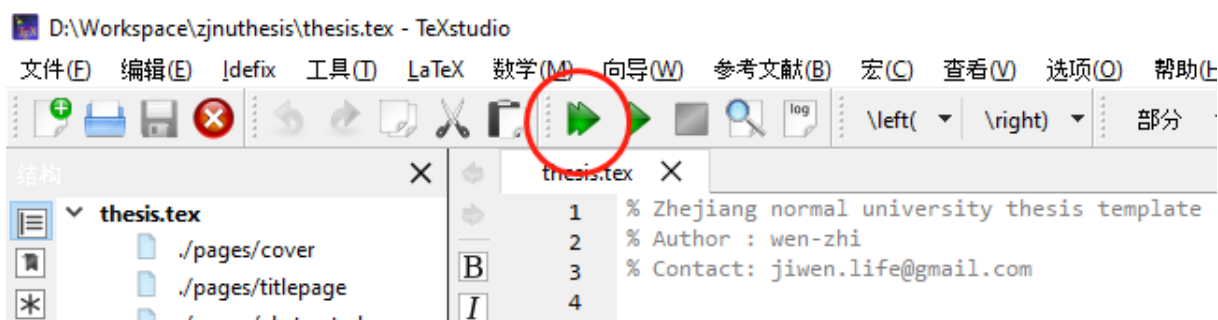 D:\Workspace\zjnuthesis\thesis.tex - TeXstudio
文件(F) 编辑(E) Idefix 工具(T) LaTeX 数学(M) 向导(W) 参考文献(B) 宏(C) 查看(V) 选项(O) 帮助(H
log \left( \right) 部分
结构
thesis.tex
thesis.tex
./pages/cover
./pages/titlepage
B
I
1 % Zhejiang normal university thesis template
2 % Author : wen-zhi
3 % Contact: jiwen.life@gmail.com
4